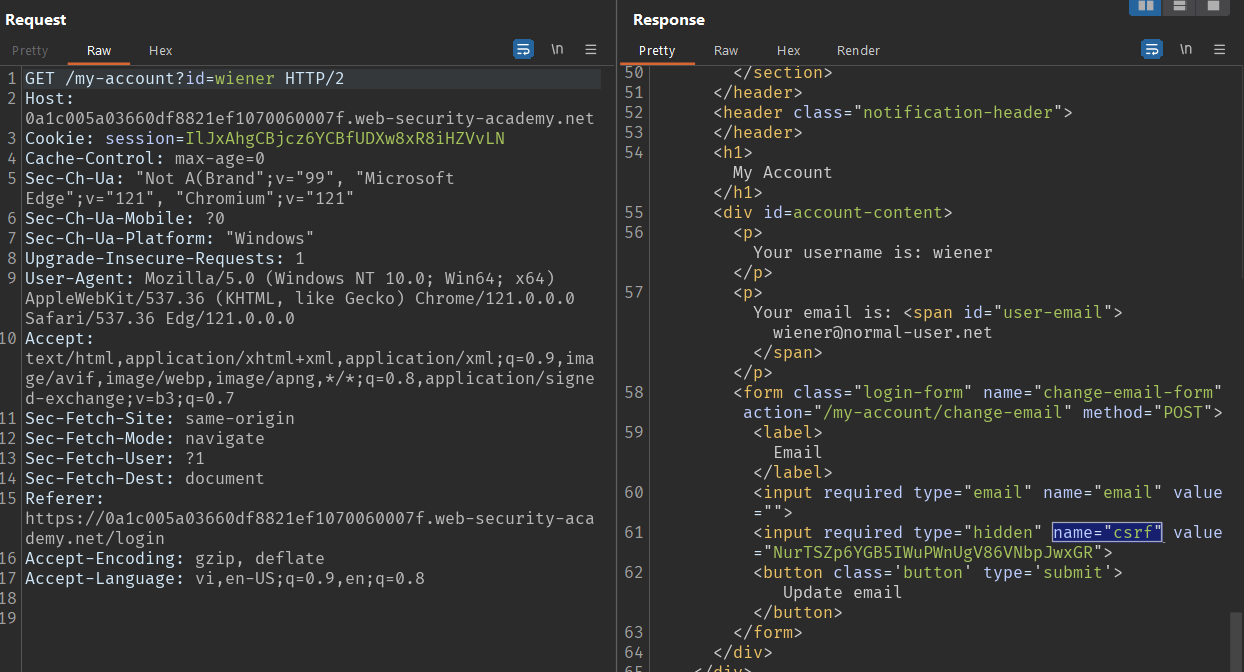 Request
Pretty Raw Hex \n
1 GET /my-account?id=wiener HTTP/2
2 Host:
0a1c005a03660df8821ef1070060007f.web-security-academy.net
3 Cookie: session=IlJxAhgCBjcz6YCBfUDXw8xR8iHZVvLN
4 Cache-Control: max-age=0
5 Sec-Ch-Ua: "Not A(Brand";v="99", "Microsoft
Edge";v="121", "Chromium";v="121"
6 Sec-Ch-Ua-Mobile: ?0
7 Sec-Ch-Ua-Platform: "Windows"
8 Upgrade-Insecure-Requests: 1
9 User-Agent: Mozilla/5.0 (Windows NT 10.0; Win64; x64)
AppleWebKit/537.36 (KHTML, like Gecko) Chrome/121.0.0.0
Safari/537.36 Edg/121.0.0.0
10 Accept:
text/html,application/xhtml+xml,application/xml;q=0.9,ima
ge/avif,image/webp,image/apng,*/*;q=0.8,application/signe
d-exchange;v=b3;q=0.7
11 Sec-Fetch-Site: same-origin
12 Sec-Fetch-Mode: navigate
13 Sec-Fetch-User: ?1
14 Sec-Fetch-Dest: document
15 Referer:
https://0a1c005a03660df8821ef1070060007f.web-security-aca
demy.net/login
16 Accept-Encoding: gzip, deflate
17 Accept-Language: vi,en-US;q=0.9,en;q=0.8
18
19
Response
Pretty Raw Hex Render \n
50 </section>
51 </header>
52 <header class="notification-header">
53 </header>
54 <h1>
My Account
</h1>
55 <div id=account-content>
56 <p>
Your username is: wiener
</p>
57 <p>
Your email is: <span id="user-email">
wiener@normal-user.net
</span>
</p>
58 <form class="login-form" name="change-email-form"
action="/my-account/change-email" method="POST">
59 <label>
Email
</label>
60 <input required type="email" name="email" value
="">
61 <input required type="hidden" name="csrf" value
="NurTSZp6YGB5IWuPWnUgV86VNbpJwxGR">
62 <button class='button' type='submit'>
Update email
</button>
63 </form>
64 </div>
65 </div>